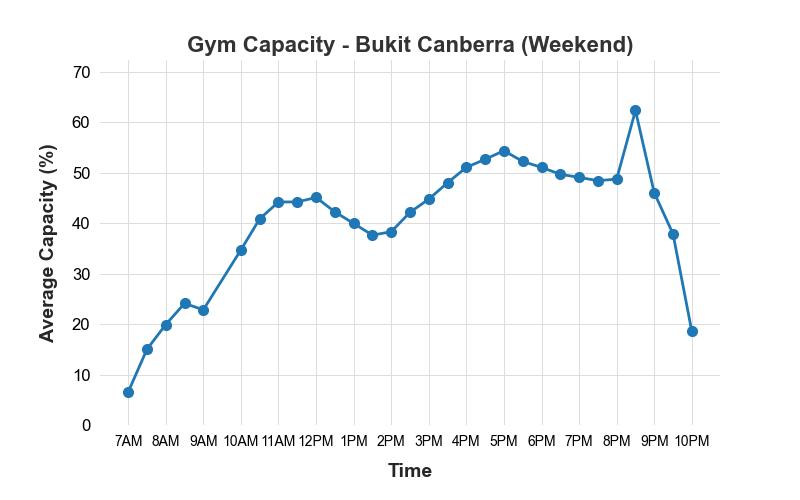 Gym Capacity - Bukit Canberra (Weekend)
70
60
50
40
30
20
10
0
Average Capacity (%)
7AM 8AM 9AM 10AM 11AM 12PM 1PM 2PM 3PM 4PM 5PM 6PM 7PM 8PM 9PM 10PM
Time